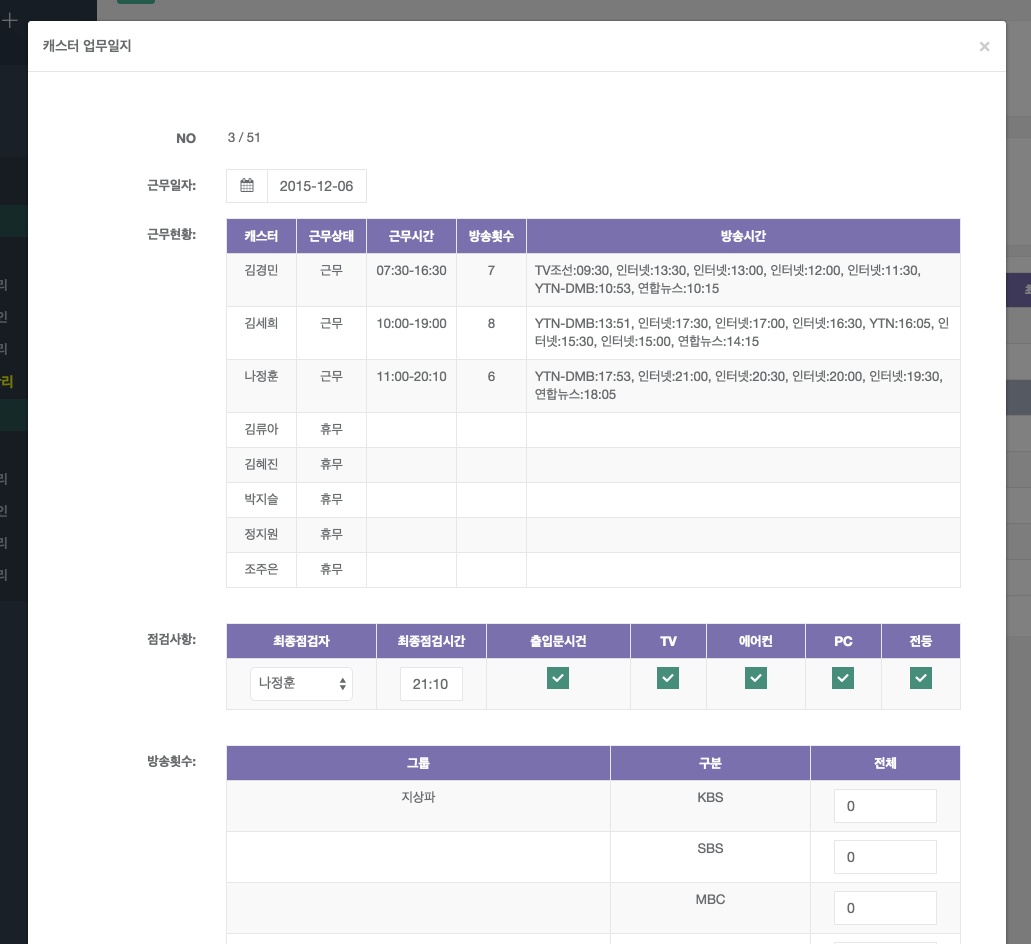 캐스터 업무일지
×
NO 3 / 51
근무일자: 2015-12-06
근무현황:
캐스터 근무상태 근무시간 방송횟수 방송시간
김경민 근무 07:30-16:30 7 TV조선:09:30, 인터넷:13:30, 인터넷:13:00, 인터넷:12:00, 인터넷:11:30,
YTN-DMB:10:53, 연합뉴스:10:15
김세희 근무 10:00-19:00 8 YTN-DMB:13:51, 인터넷:17:30, 인터넷:17:00, 인터넷:16:30, YTN:16:05, 인
터넷:15:30, 인터넷:15:00, 연합뉴스:14:15
나정훈 근무 11:00-20:10 6 YTN-DMB:17:53, 인터넷:21:00, 인터넷:20:30, 인터넷:20:00, 인터넷:19:30,
연합뉴스:18:05
김류아 휴무
김혜진 휴무
박지슬 휴무
정지원 휴무
조주은 휴무
점검사항:
최종점검자 최종점검시간 출입문시건 TV 에어컨 PC 전등
나정훈 21:10
방송횟수:
그룹 구분 전체
지상파 KBS 0
SBS 0
MBC 0